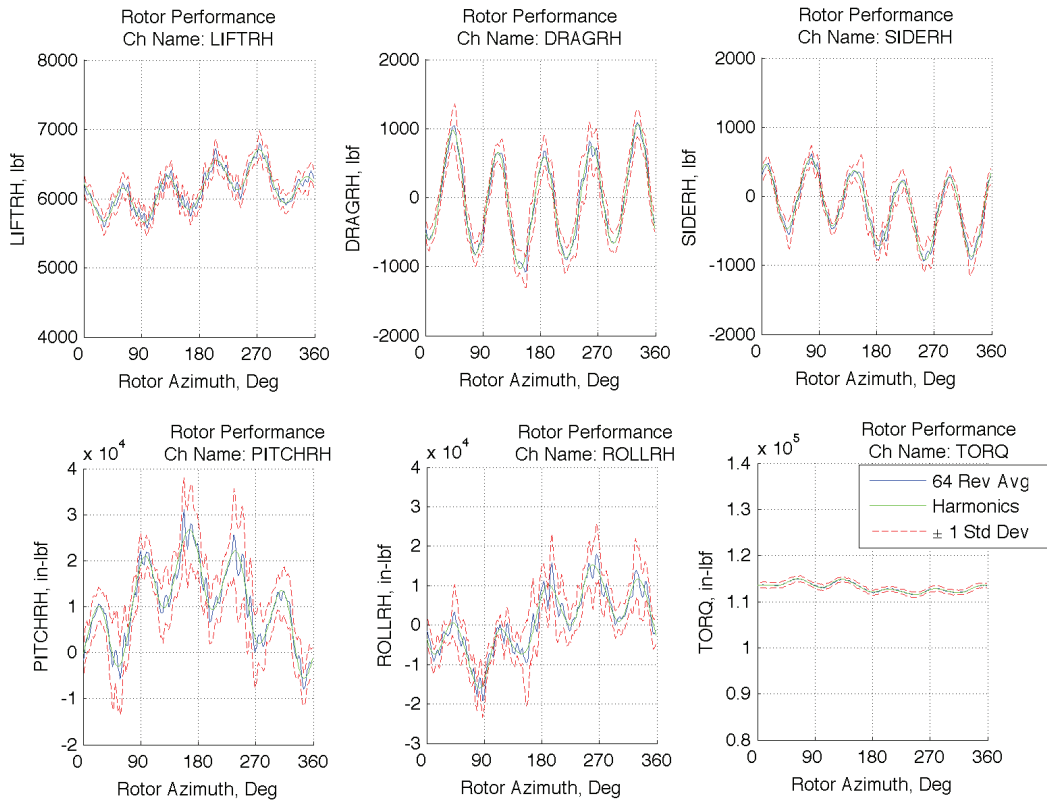 Rotor Performance
Ch Name: LIFTRH
8000
7000
6000
5000
4000
LIFTRH, lbf
0 90 180 270 360
Rotor Azimuth, Deg
Rotor Performance
Ch Name: DRAGRH
2000
1000
0
-1000
-2000
DRAGRH, lbf
0 90 180 270 360
Rotor Azimuth, Deg
Rotor Performance
Ch Name: SIDERH
2000
1000
0
-1000
-2000
SIDERH, lbf
0 90 180 270 360
Rotor Azimuth, Deg
Rotor Performance
x 10^4 Ch Name: PITCHRH
4
3
2
1
0
-1
-2
PITCHRH, in-lbf
0 90 180 270 360
Rotor Azimuth, Deg
Rotor Performance
x 10^4 Ch Name: ROLLRH
4
3
2
1
0
-1
-2
-3
ROLLRH, in-lbf
0 90 180 270 360
Rotor Azimuth, Deg
Rotor Performance
x 10^5 Ch Name: TORQ
1.4
1.3
1.2
1.1
1
0.9
0.8
TORQ, in-lbf
64 Rev Avg
Harmonics
± 1 Std Dev
0 90 180 270 360
Rotor Azimuth, Deg